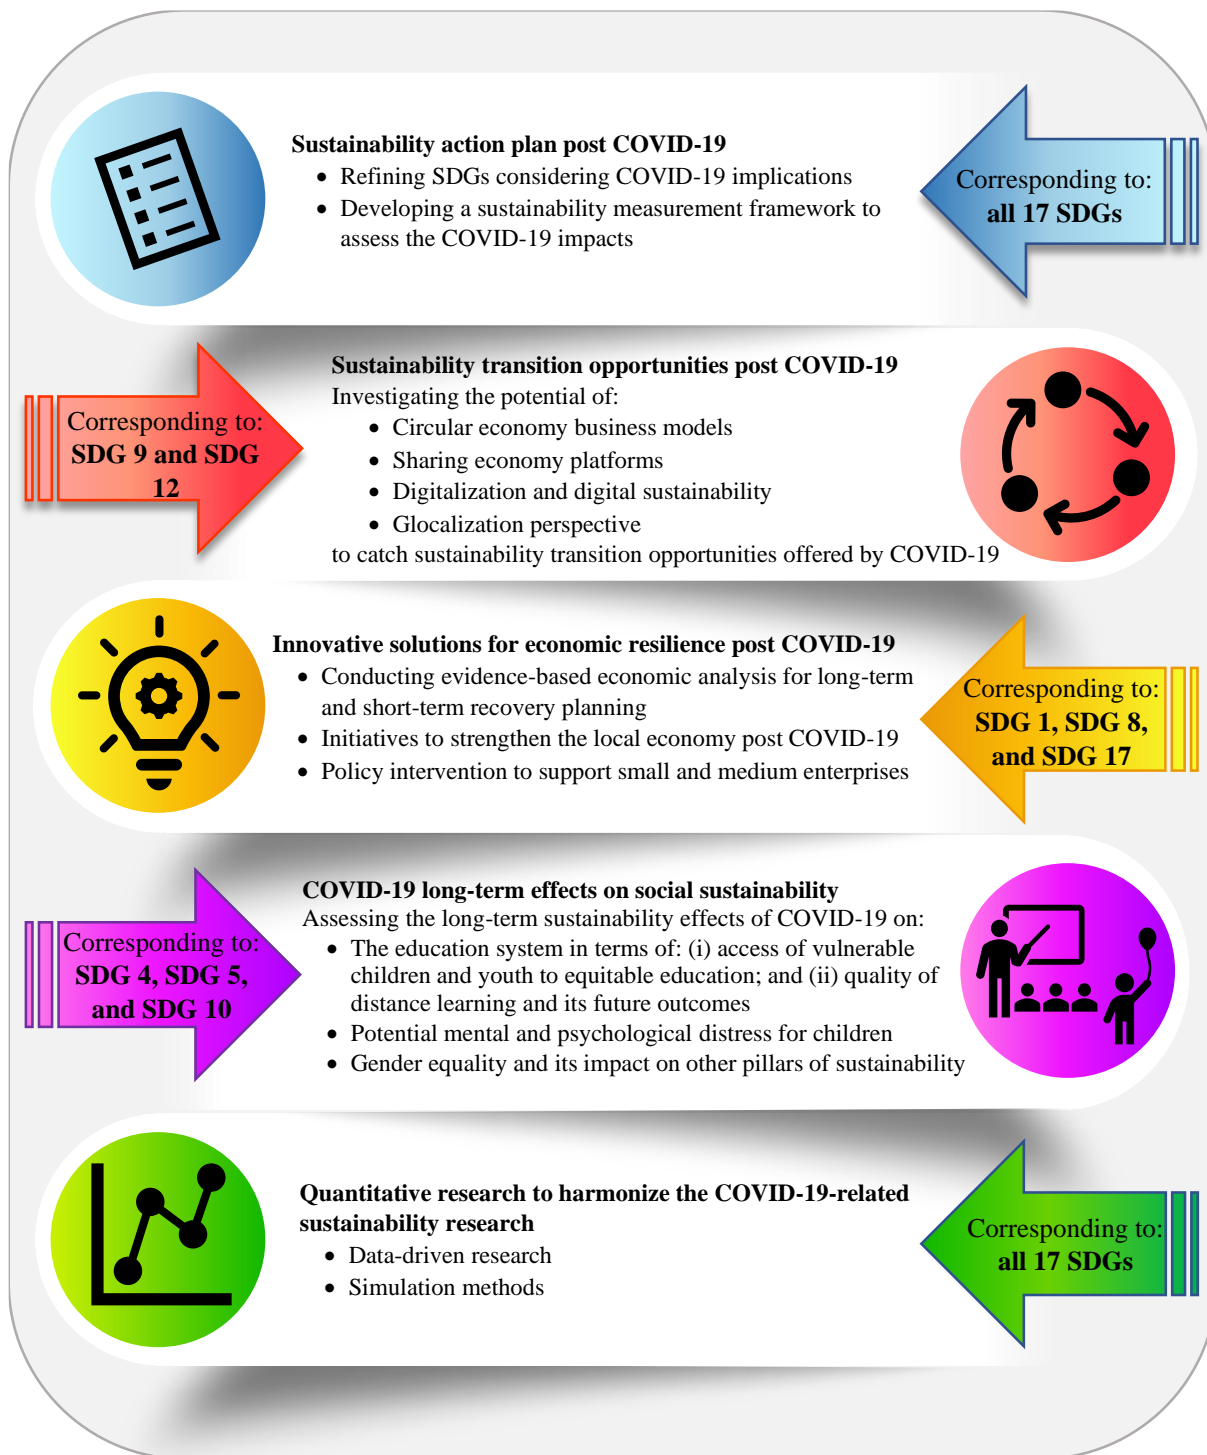 Sustainability action plan post COVID-19
• Refining SDGs considering COVID-19 implications
• Developing a sustainability measurement framework to
assess the COVID-19 impacts
Corresponding to:
all 17 SDGs
Corresponding to:
SDG 9 and SDG
12
Sustainability transition opportunities post COVID-19
Investigating the potential of:
• Circular economy business models
• Sharing economy platforms
• Digitalization and digital sustainability
• Glocalization perspective
to catch sustainability transition opportunities offered by COVID-19
Innovative solutions for economic resilience post COVID-19
• Conducting evidence-based economic analysis for long-term
and short-term recovery planning
• Initiatives to strengthen the local economy post COVID-19
• Policy intervention to support small and medium enterprises
Corresponding to:
SDG 1, SDG 8,
and SDG 17
Corresponding to:
SDG 4, SDG 5,
and SDG 10
COVID-19 long-term effects on social sustainability
Assessing the long-term sustainability effects of COVID-19 on:
• The education system in terms of: (i) access of vulnerable
children and youth to equitable education; and (ii) quality of
distance learning and its future outcomes
• Potential mental and psychological distress for children
• Gender equality and its impact on other pillars of sustainability
Quantitative research to harmonize the COVID-19-related
sustainability research
• Data-driven research
• Simulation methods
Corresponding to:
all 17 SDGs